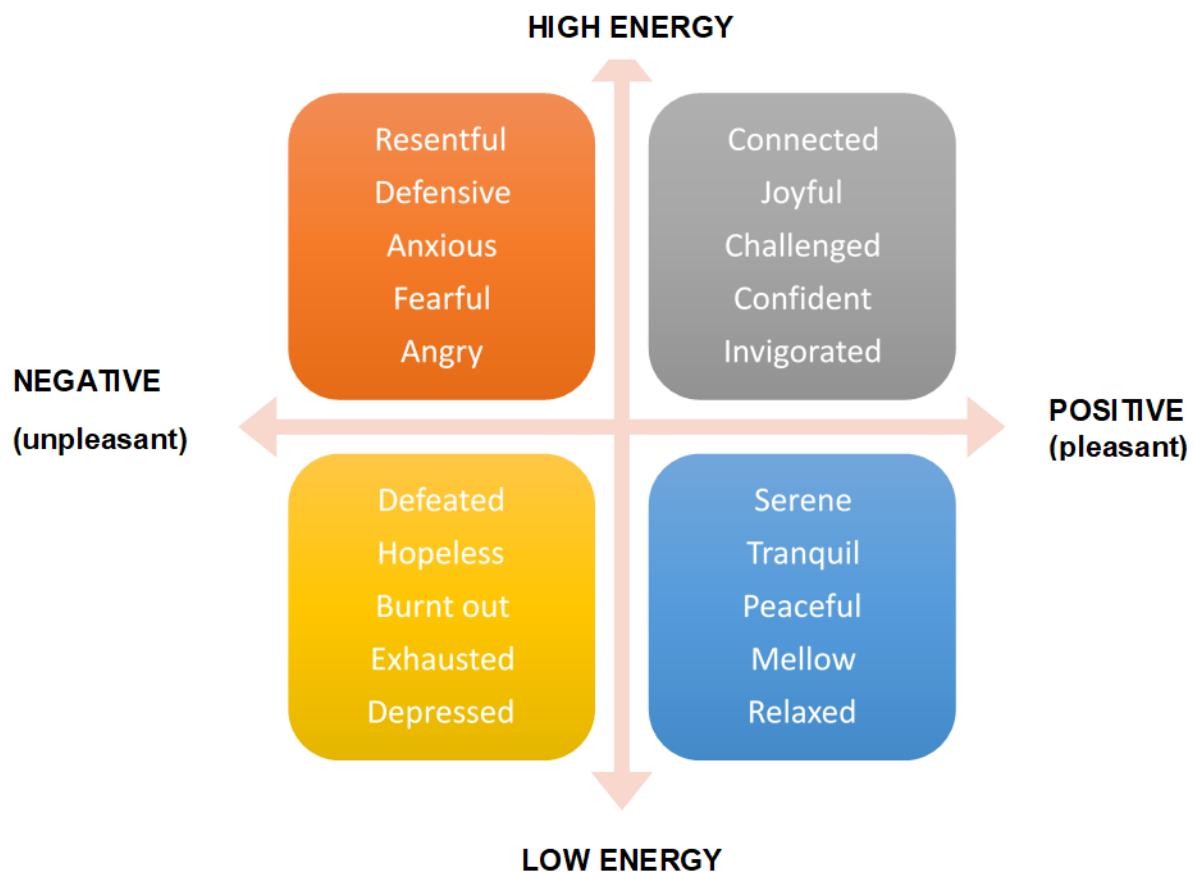 HIGH ENERGY
Resentful
Defensive
Anxious
Fearful
Angry
Connected
Joyful
Challenged
Confident
Invigorated
NEGATIVE
(unpleasant)
POSITIVE
(pleasant)
Defeated
Hopeless
Burnt out
Exhausted
Depressed
Serene
Tranquil
Peaceful
Mellow
Relaxed
LOW ENERGY